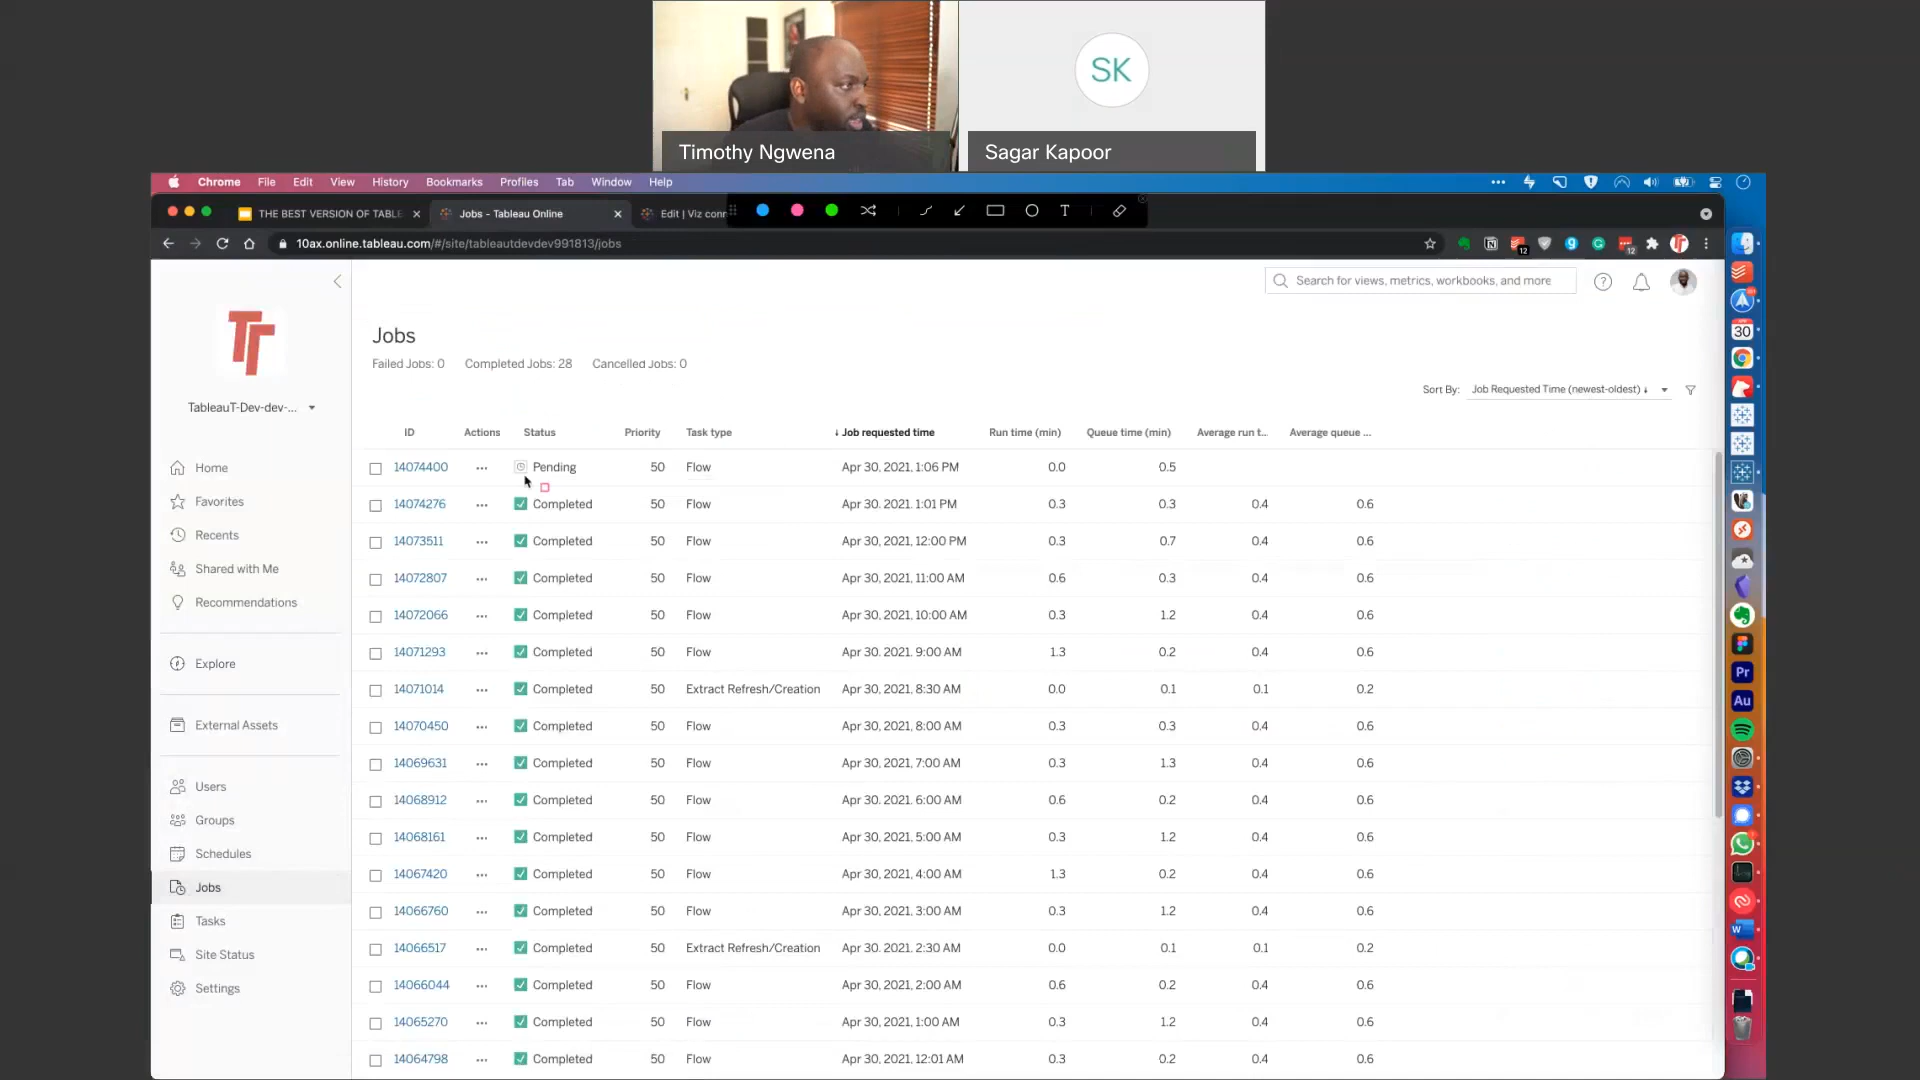 SK
Timothy Ngwena
Sagar Kapoor
Chrome File Edit View History Bookmarks Profiles Tab Window Help
THE BEST VERSION OF TABLE
Jobs - Tableau Online
Edit | Viz conn
T
10ax.online.tableau.com/#/site/tableautdevdev991813/jobs
12
12
Search for views, metrics, workbooks, and more
TT
TableauT-Dev-dev-...
Home
Favorites
Recents
Shared with Me
Recommendations
Explore
External Assets
Users
Groups
Schedules
Jobs
Tasks
Site Status
Settings
Jobs
Failed Jobs: 0 Completed Jobs: 28 Cancelled Jobs: 0
Sort By: Job Requested Time (newest-oldest) ↓
ID Actions Status Priority Task type ↓ Job requested time Run time (min) Queue time (min) Average run t... Average queue ...
14074400 ... Pending 50 Flow Apr 30, 2021, 1:06 PM 0.0 0.5
14074276 ... Completed 50 Flow Apr 30, 2021, 1:01 PM 0.3 0.3 0.4 0.6
14073511 ... Completed 50 Flow Apr 30, 2021, 12:00 PM 0.3 0.7 0.4 0.6
14072807 ... Completed 50 Flow Apr 30, 2021, 11:00 AM 0.6 0.3 0.4 0.6
14072066 ... Completed 50 Flow Apr 30, 2021, 10:00 AM 0.3 1.2 0.4 0.6
14071293 ... Completed 50 Flow Apr 30, 2021, 9:00 AM 1.3 0.2 0.4 0.6
14071014 ... Completed 50 Extract Refresh/Creation Apr 30, 2021, 8:30 AM 0.0 0.1 0.1 0.2
14070450 ... Completed 50 Flow Apr 30, 2021, 8:00 AM 0.3 0.3 0.4 0.6
14069631 ... Completed 50 Flow Apr 30, 2021, 7:00 AM 0.3 1.3 0.4 0.6
14068912 ... Completed 50 Flow Apr 30, 2021, 6:00 AM 0.6 0.2 0.4 0.6
14068161 ... Completed 50 Flow Apr 30, 2021, 5:00 AM 0.3 1.2 0.4 0.6
14067420 ... Completed 50 Flow Apr 30, 2021, 4:00 AM 1.3 0.2 0.4 0.6
14066760 ... Completed 50 Flow Apr 30, 2021, 3:00 AM 0.3 1.2 0.4 0.6
14066517 ... Completed 50 Extract Refresh/Creation Apr 30, 2021, 2:30 AM 0.0 0.1 0.1 0.2
14066044 ... Completed 50 Flow Apr 30, 2021, 2:00 AM 0.6 0.2 0.4 0.6
14065270 ... Completed 50 Flow Apr 30, 2021, 1:00 AM 0.3 1.2 0.4 0.6
14064798 ... Completed 50 Flow Apr 30, 2021, 12:01 AM 0.3 0.2 0.4 0.6
30
Pr
Au
W